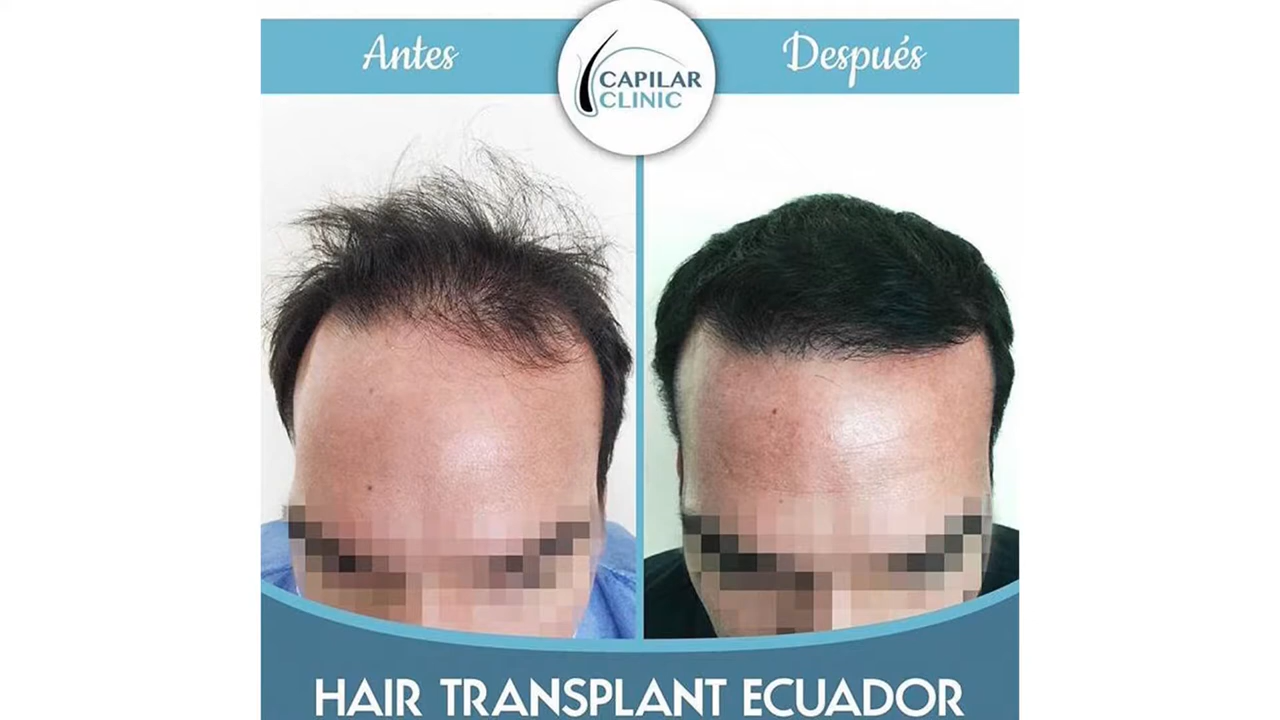 Antes
CAPILAR
CLINIC
Después
HAIR TRANSPLANT ECUADOR